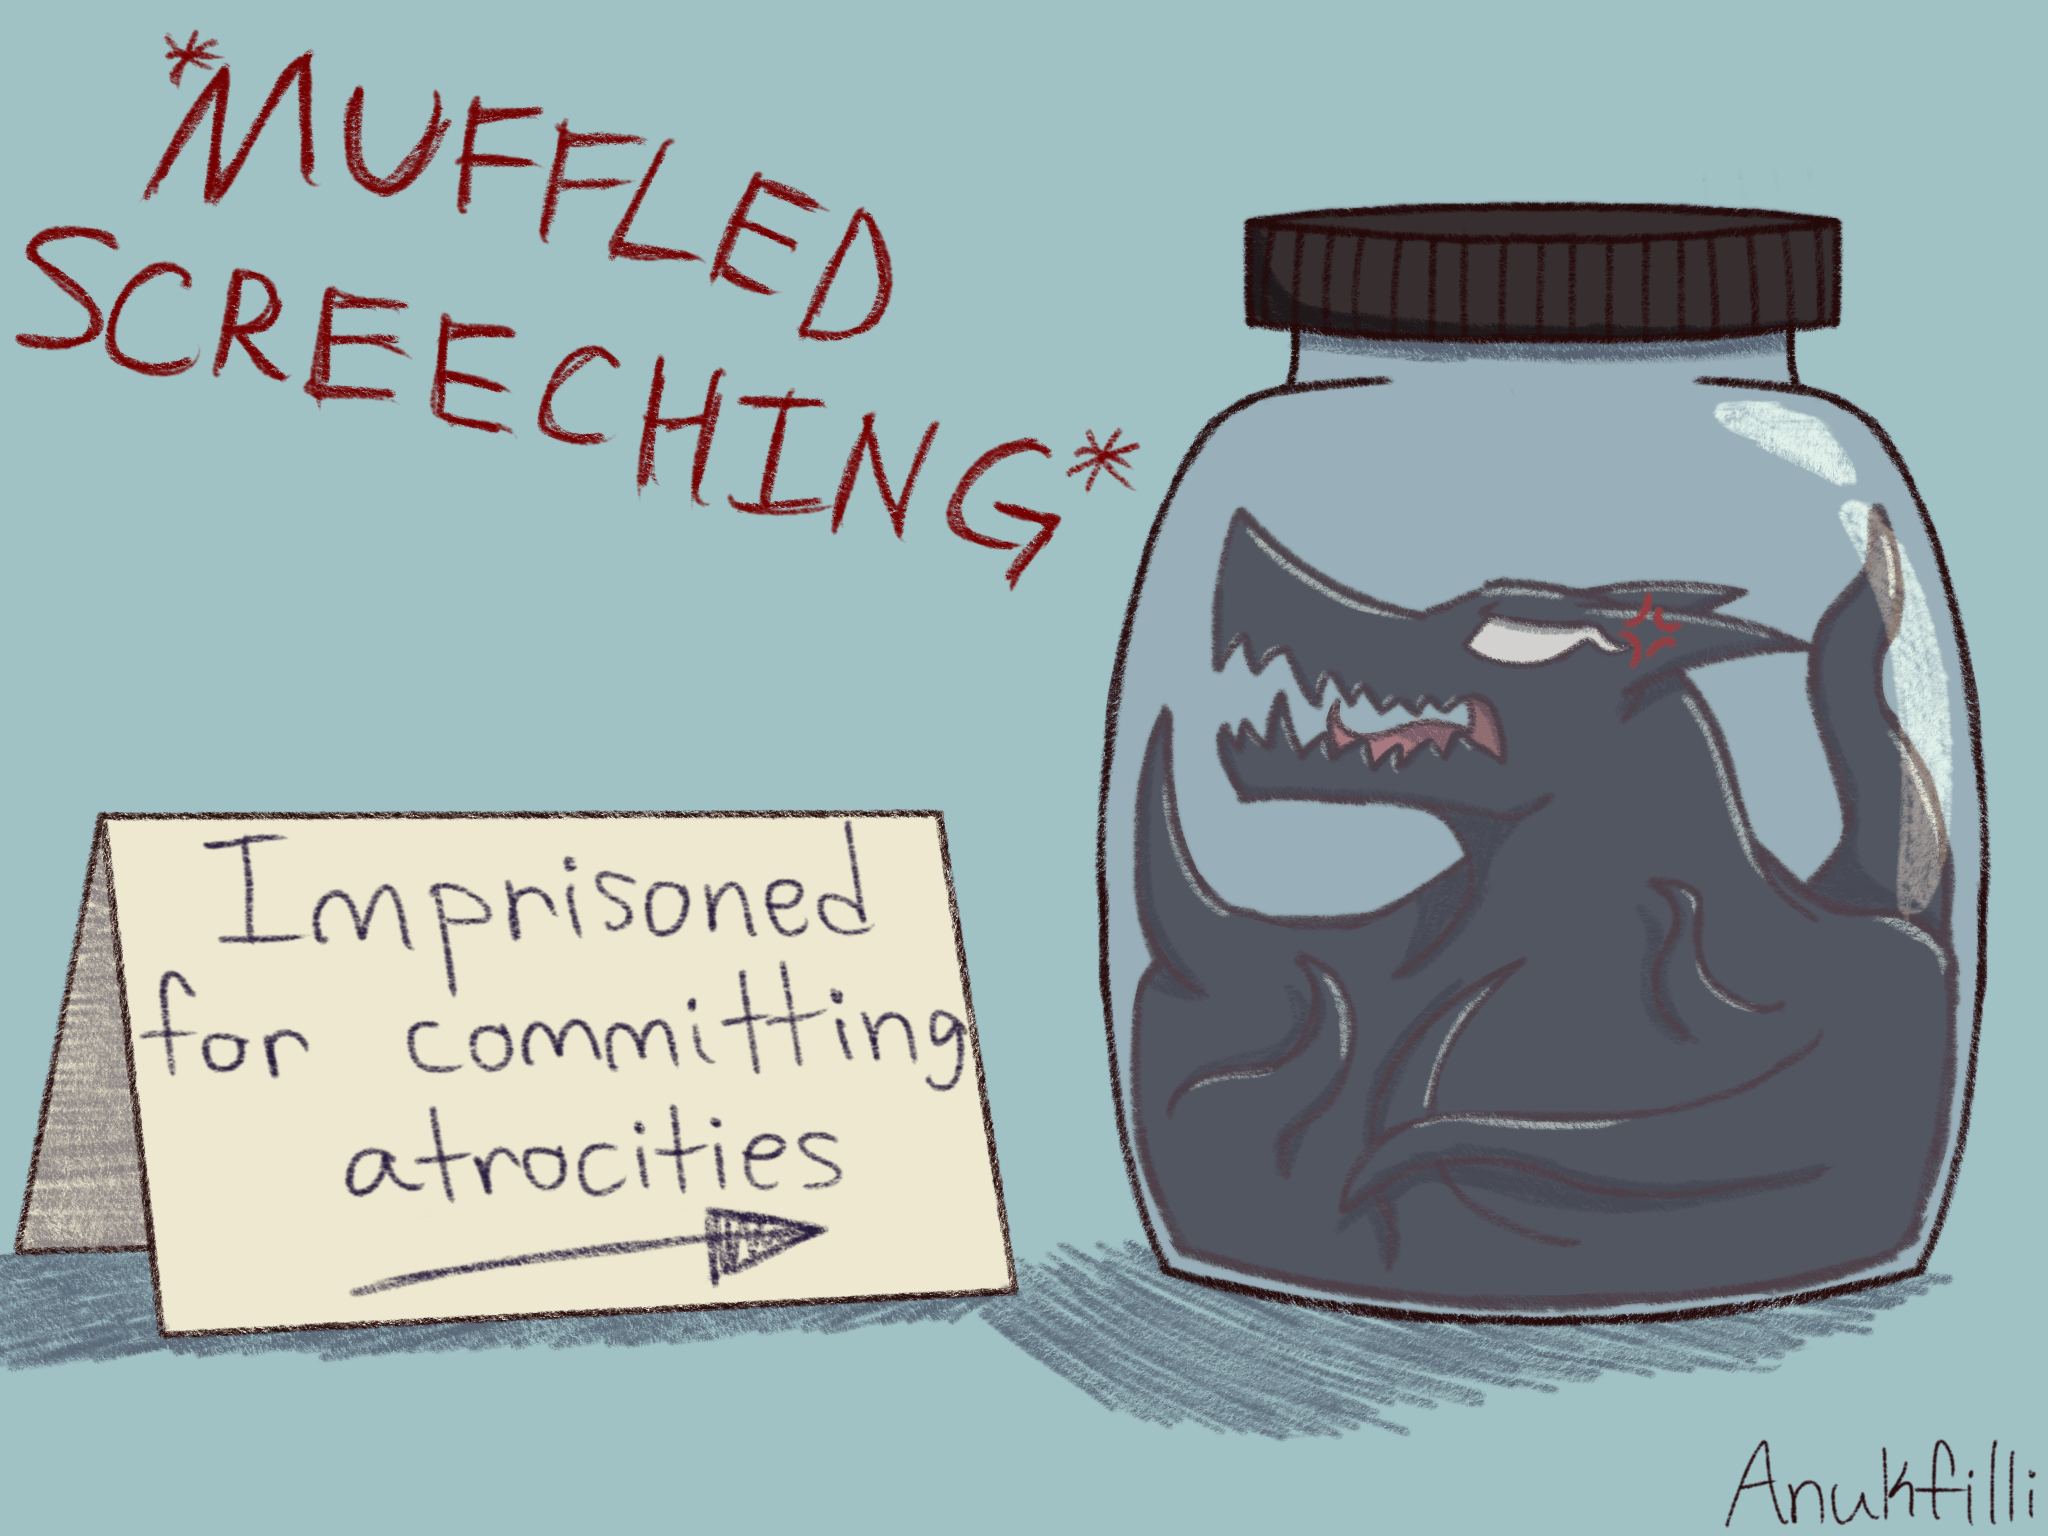 *MUFFLED
SCREECHING*
Imprisoned
for committing
atrocities
Anukfilli